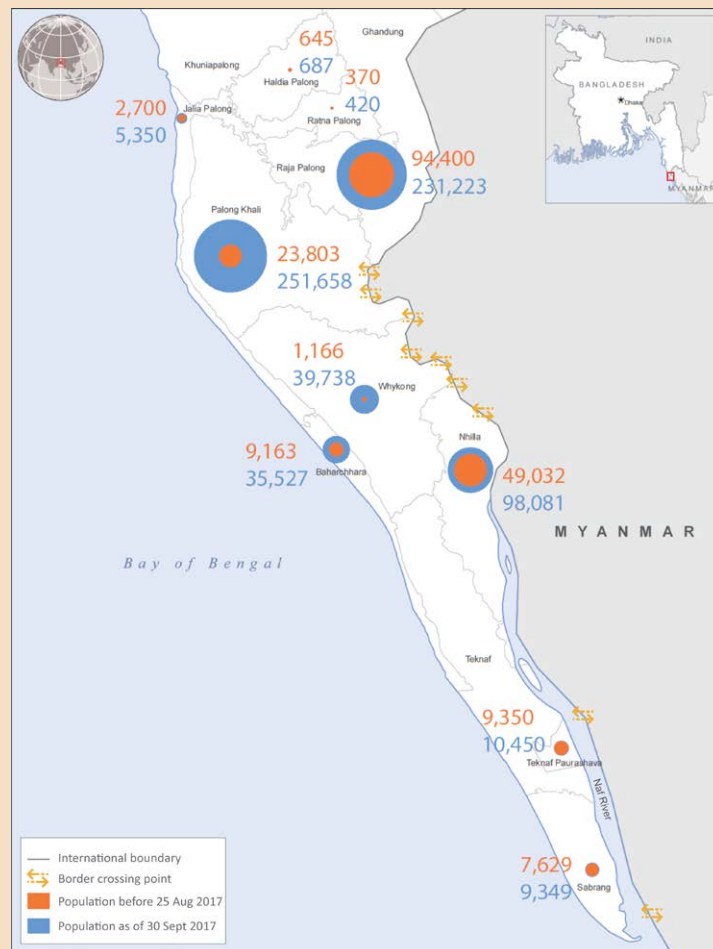 645
Ghandung
INDIA
687
Khuniapalong
370
BANGLADESH
Haldia Palong
420
Dhaka
2,700
Jalia Palong
Ratna Palong
5,350
94,400
Raja Palong
231,223
MYANMAR
Palong Khali
23,803
251,658
1,166
39,738
Whykong
Nhilla
9,163
35,527
Baharchhara
49,032
98,081
MYANMAR
Bay of Bengal
Teknaf
9,350
10,450
Teknaf Paurashava
Naf River
International boundary
Border crossing point
7,629
Population before 25 Aug 2017
9,349
Sabrang
Population as of 30 Sept 2017